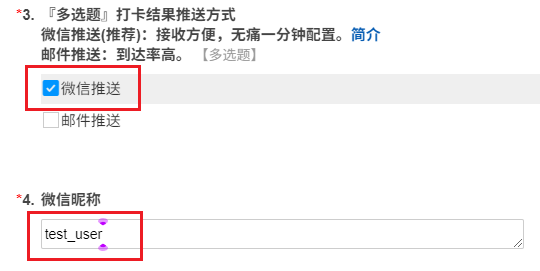 *3. 『多选题』打卡结果推送方式
微信推送(推荐)：接收方便，无痛一分钟配置。简介
邮件推送：到达率高。 【多选题】
微信推送
邮件推送
*4. 微信昵称
test_user